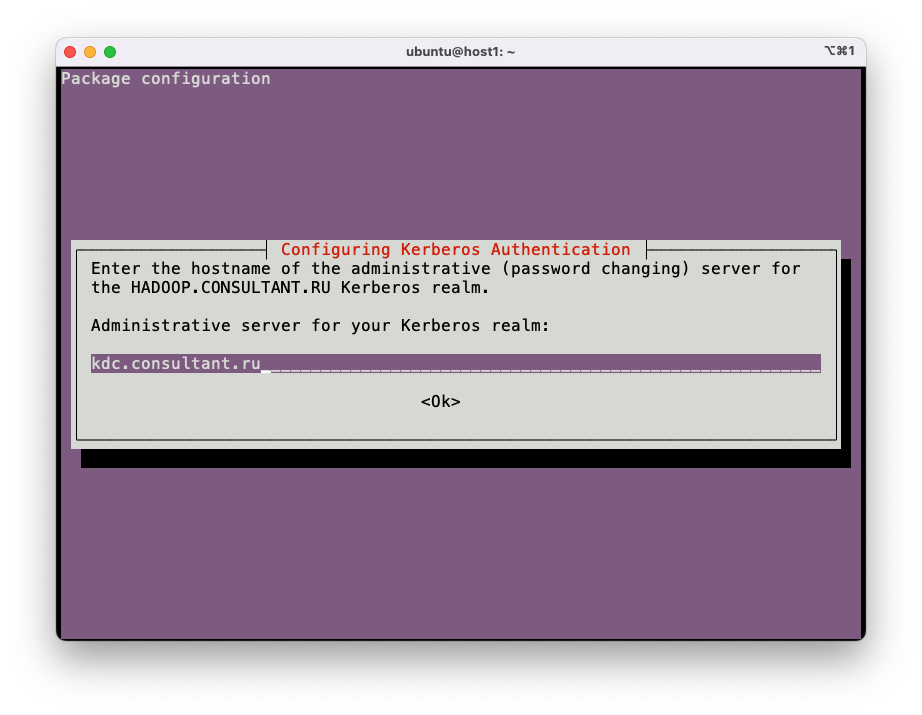 ubuntu@host1: ~
⌥⌘1
Package configuration
Configuring Kerberos Authentication
Enter the hostname of the administrative (password changing) server for
the HADOOP.CONSULTANT.RU Kerberos realm.
Administrative server for your Kerberos realm:
kdc.consultant.ru
<Ok>